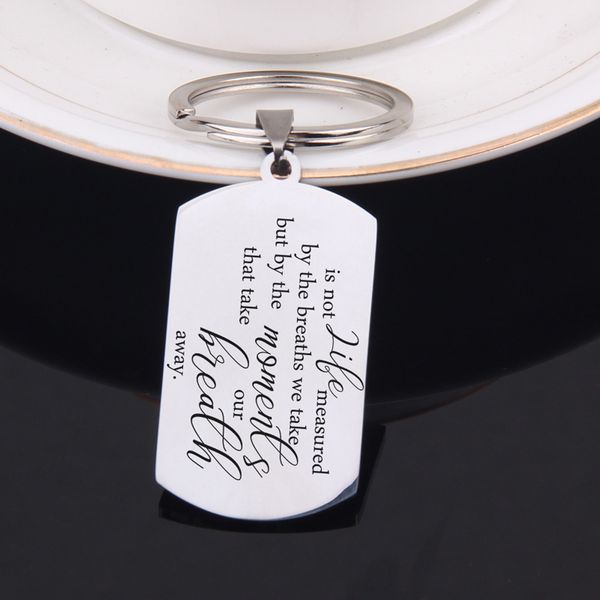 Life
is not measured
by the breaths we take
but by the moments
that take our
breath
away.